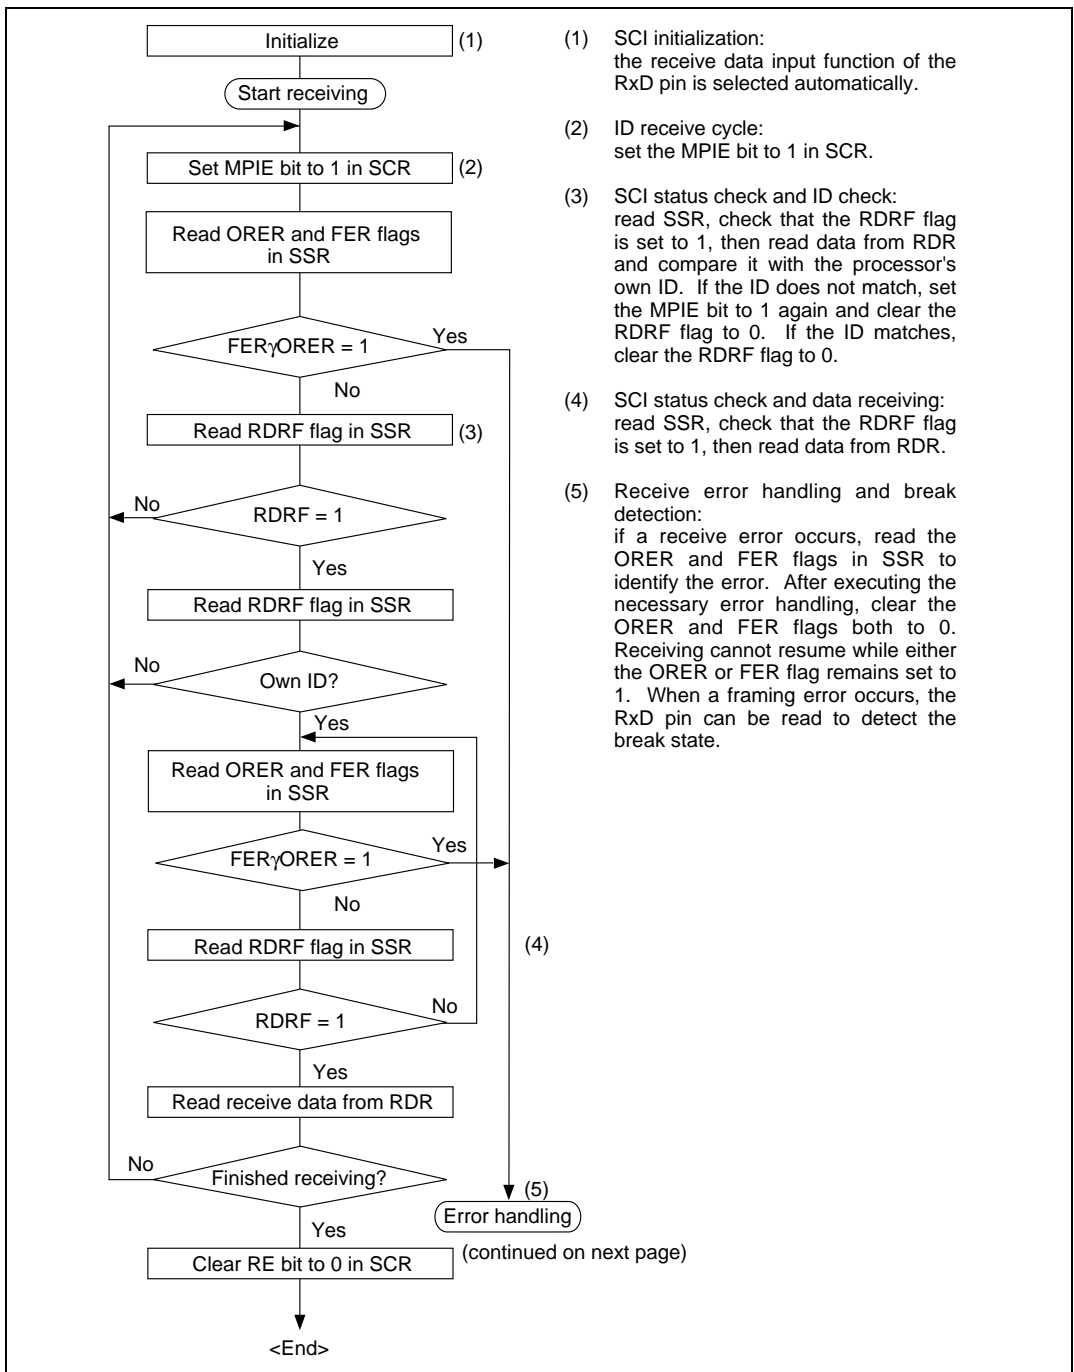 Initialize
(1)
Start receiving
Set MPIE bit to 1 in SCR
(2)
Read ORER and FER flags
in SSR
FERγORER = 1
Yes
No
Read RDRF flag in SSR
(3)
No
RDRF = 1
Yes
Read RDRF flag in SSR
No
Own ID?
Yes
Read ORER and FER flags
in SSR
FERγORER = 1
Yes
No
Read RDRF flag in SSR
(4)
RDRF = 1
No
Yes
Read receive data from RDR
No
Finished receiving?
(5)
Error handling
Yes
(continued on next page)
Clear RE bit to 0 in SCR
<End>
(1) SCI initialization:
the receive data input function of the
RxD pin is selected automatically.
(2) ID receive cycle:
set the MPIE bit to 1 in SCR.
(3) SCI status check and ID check:
read SSR, check that the RDRF flag
is set to 1, then read data from RDR
and compare it with the processor's
own ID. If the ID does not match, set
the MPIE bit to 1 again and clear the
RDRF flag to 0. If the ID matches,
clear the RDRF flag to 0.
(4) SCI status check and data receiving:
read SSR, check that the RDRF flag
is set to 1, then read data from RDR.
(5) Receive error handling and break
detection:
if a receive error occurs, read the
ORER and FER flags in SSR to
identify the error. After executing the
necessary error handling, clear the
ORER and FER flags both to 0.
Receiving cannot resume while either
the ORER or FER flag remains set to
1. When a framing error occurs, the
RxD pin can be read to detect the
break state.